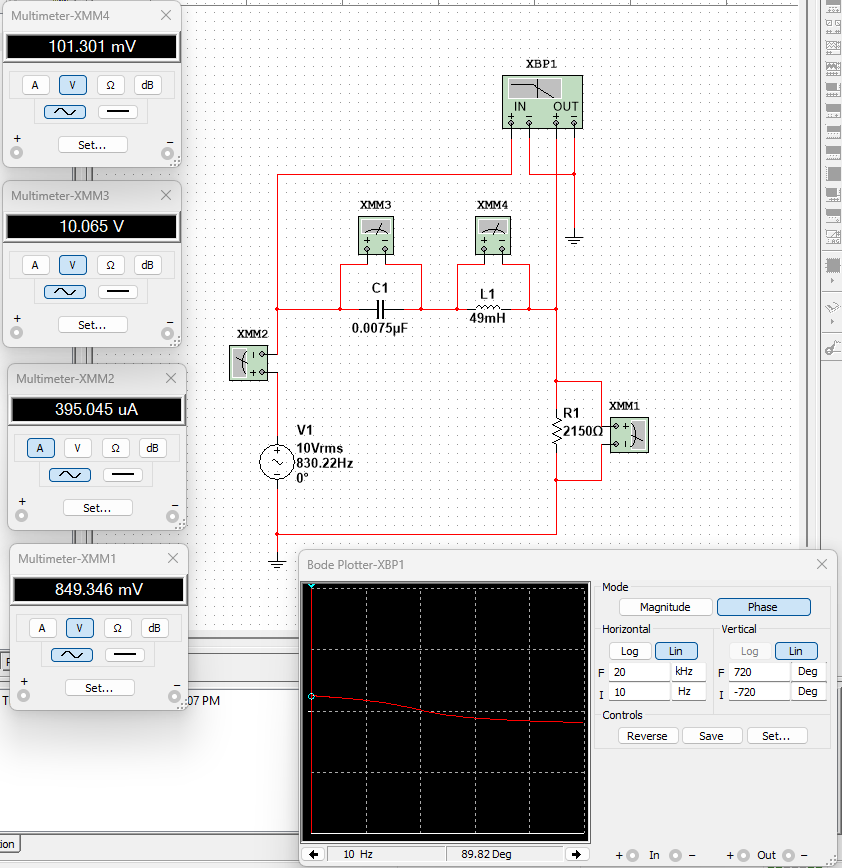 Multimeter-XMM4
101.301 mV
A V Ω dB
+ −
Set...
Multimeter-XMM3
10.065 V
A V Ω dB
+ −
Set...
Multimeter-XMM2
395.045 uA
A V Ω dB
+ −
Set...
Multimeter-XMM1
849.346 mV
A V Ω dB
+ −
Set...
07 PM
ion
XBP1
IN OUT
+ − + −
XMM3
+ −
XMM4
+ −
C1
0.0075µF
L1
49mH
XMM2
V1
10Vrms
830.22Hz
0°
R1
2150Ω
XMM1
Bode Plotter-XBP1
Mode
Magnitude Phase
Horizontal Vertical
Log Lin Log Lin
F 20 kHz F 720 Deg
I 10 Hz I -720 Deg
Controls
Reverse Save Set...
10 Hz 89.82 Deg
+ In − + Out −